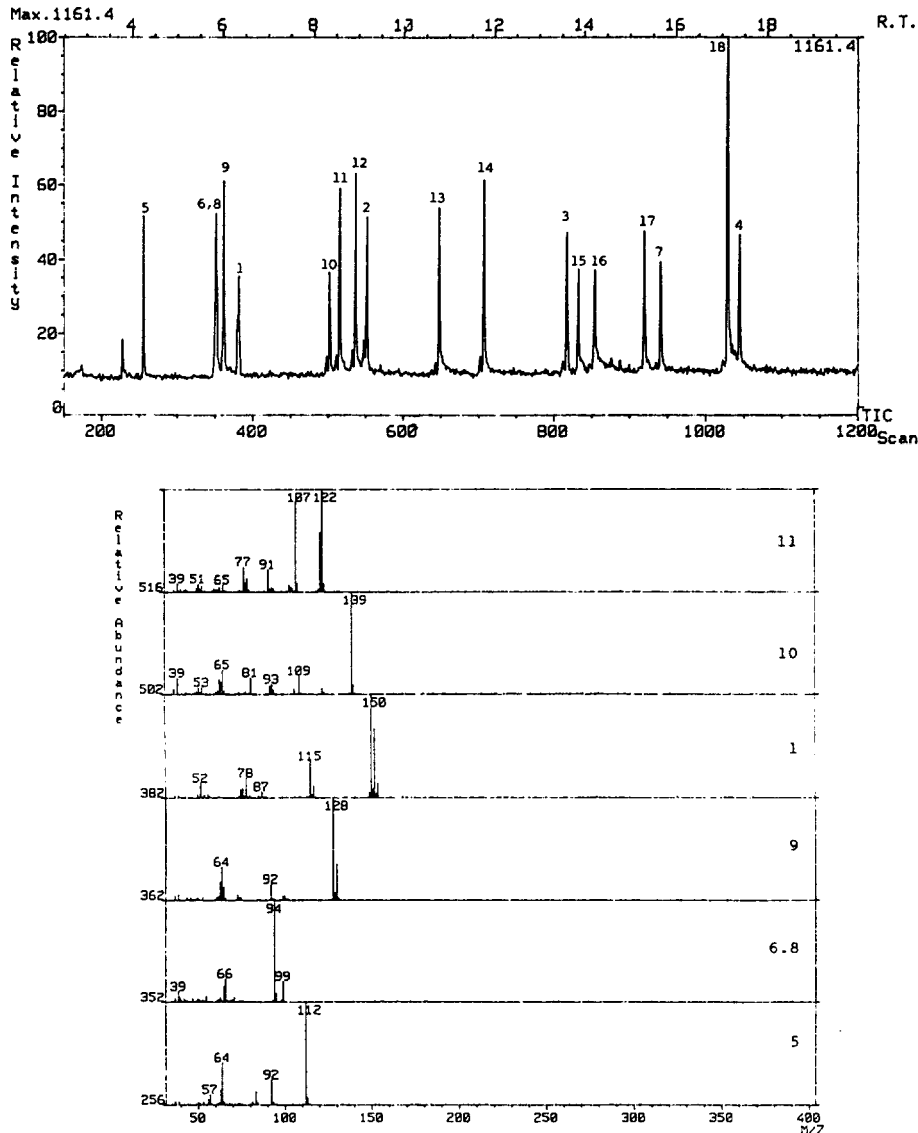 Max.1161.4
4 6 8 10 12 14 16 18 R.T.
Relative Intensity
100
80
60
40
20
0
1161.4
5
6,8
9
1
10
11
12
2
13
14
3
15
16
17
7
18
4
TIC
200 400 600 800 1000 1200
Scan
Relative Abundance
516 39 51 65 77 91 107 122 11
502 39 53 65 81 93 109 139 10
382 52 78 87 115 150 1
362 64 92 128 9
352 39 66 94 99 6.8
256 57 64 92 112 5
50 100 150 200 250 300 350 400
M/Z